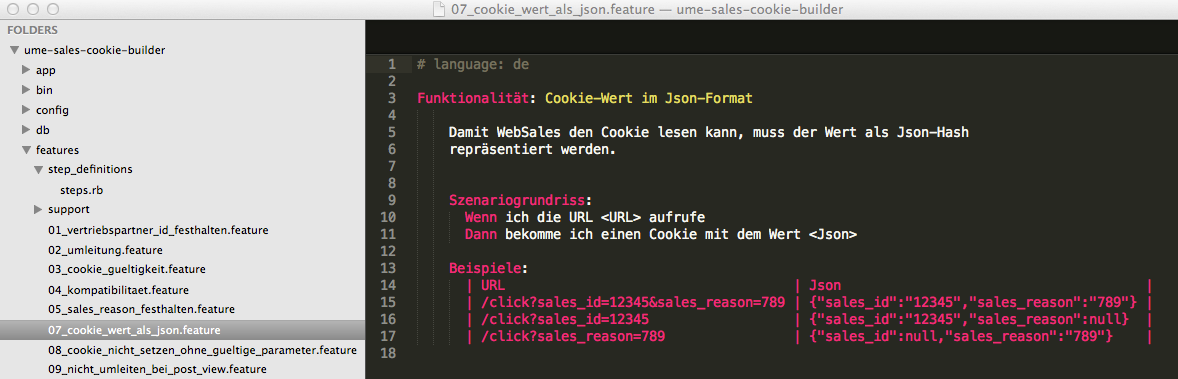 07_cookie_wert_als_json.feature — ume-sales-cookie-builder
FOLDERS
ume-sales-cookie-builder
app
bin
config
db
features
step_definitions
steps.rb
support
01_vertriebspartner_id_festhalten.feature
02_umleitung.feature
03_cookie_gueltigkeit.feature
04_kompatibilitaet.feature
05_sales_reason_festhalten.feature
07_cookie_wert_als_json.feature
08_cookie_nicht_setzen_ohne_gueltige_parameter.feature
09_nicht_umleiten_bei_post_view.feature
1 # language: de
2
3 Funktionalität: Cookie-Wert im Json-Format
4
5 Damit WebSales den Cookie lesen kann, muss der Wert als Json-Hash
6 repräsentiert werden.
7
8
9 Szenariogrundriss:
10 Wenn ich die URL <URL> aufrufe
11 Dann bekomme ich einen Cookie mit dem Wert <Json>
12
13 Beispiele:
14 | URL | Json |
15 | /click?sales_id=12345&sales_reason=789 | {"sales_id":"12345","sales_reason":"789"} |
16 | /click?sales_id=12345 | {"sales_id":"12345","sales_reason":null} |
17 | /click?sales_reason=789 | {"sales_id":null,"sales_reason":"789"} |
18